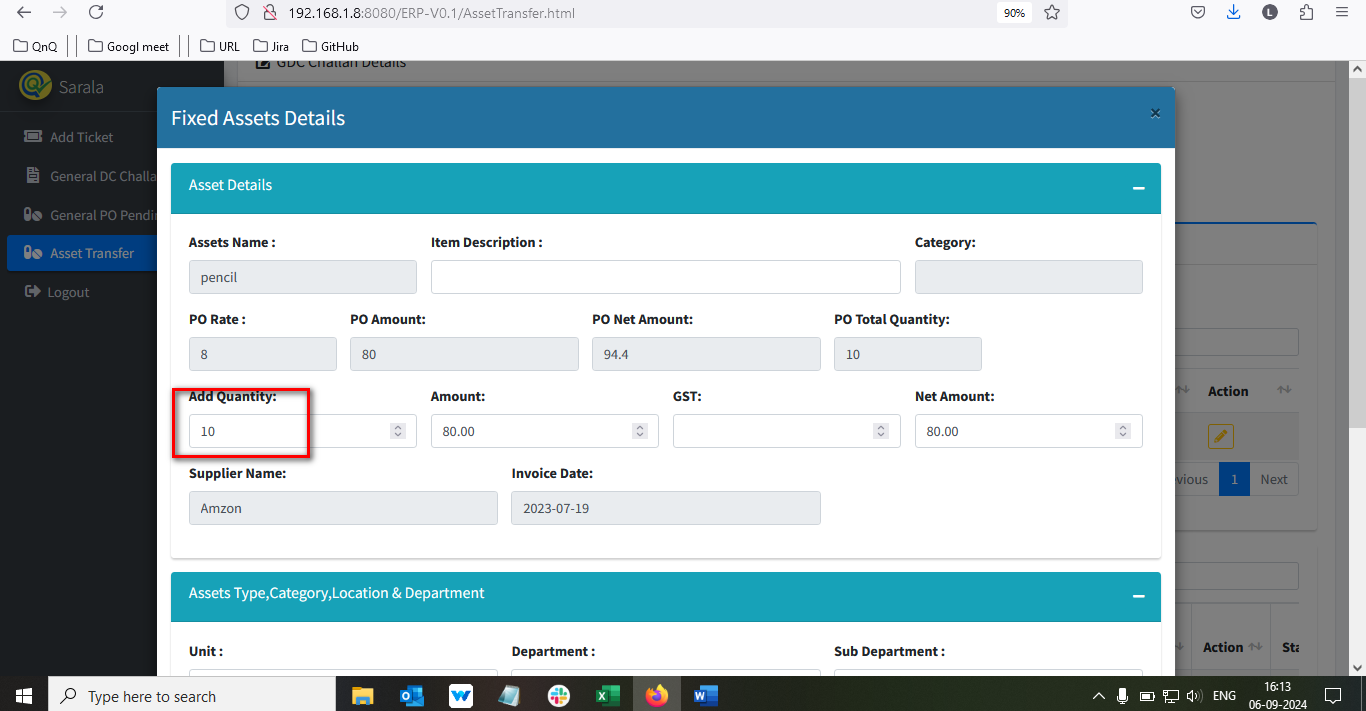 192.168.1.8:8080/ERP-V0.1/AssetTransfer.html 90% L
QnQ Googl meet URL Jira GitHub
GDC Challan Details
Sarala
Fixed Assets Details ×
Add Ticket
General DC Challa
General PO Pendin
Asset Transfer
Logout
Asset Details
Assets Name : Item Description : Category:
pencil
PO Rate : PO Amount: PO Net Amount: PO Total Quantity:
8 80 94.4 10
Action
Add Quantity: Amount: GST: Net Amount:
10 80.00 80.00
evious 1 Next
Supplier Name: Invoice Date:
Amzon 2023-07-19
Assets Type,Category,Location & Department
Unit : Department : Sub Department :
Action Sta
Type here to search
ENG 16:13
06-09-2024